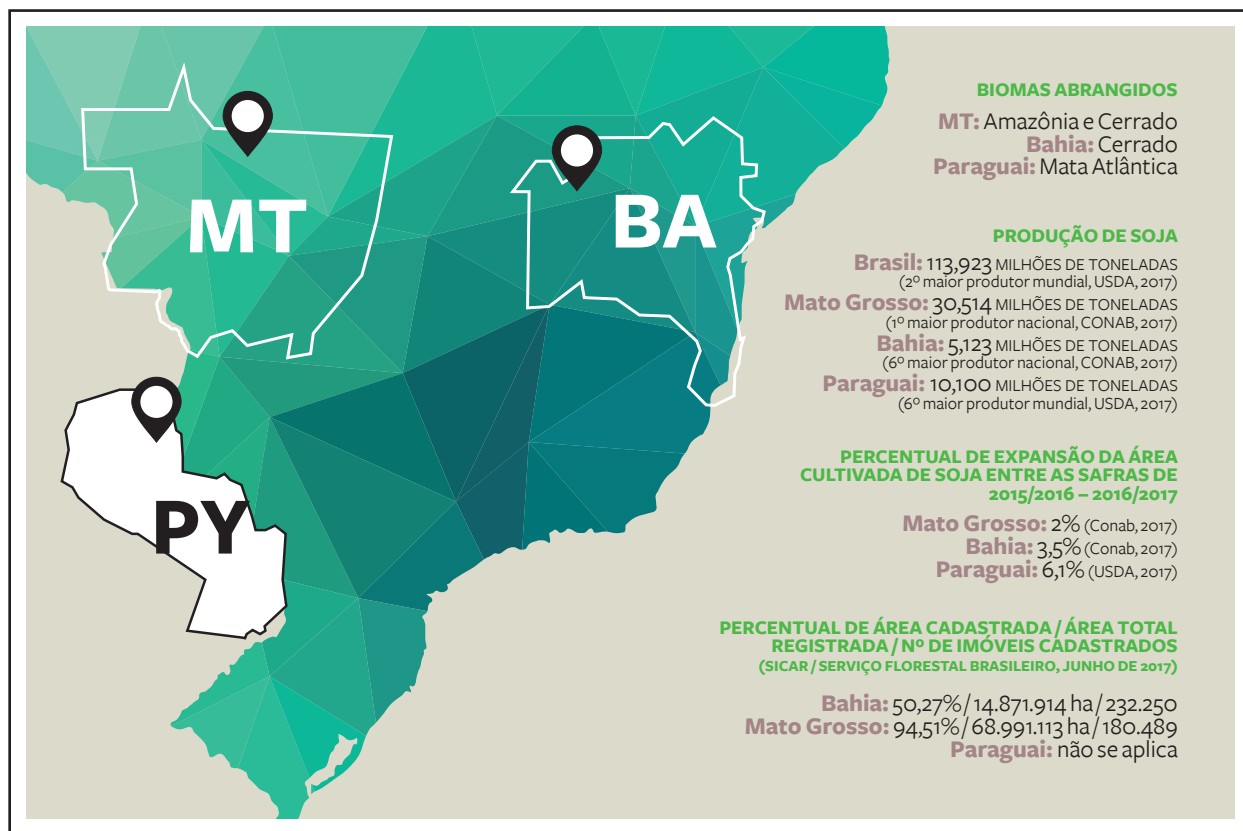 MT
BA
PY
BIOMAS ABRANGIDOS
MT: Amazônia e Cerrado
Bahia: Cerrado
Paraguai: Mata Atlântica
PRODUÇÃO DE SOJA
Brasil: 113,923 MILHÕES DE TONELADAS
(2º maior produtor mundial, USDA, 2017)
Mato Grosso: 30,514 MILHÕES DE TONELADAS
(1º maior produtor nacional, CONAB, 2017)
Bahia: 5,123 MILHÕES DE TONELADAS
(6º maior produtor nacional, CONAB, 2017)
Paraguai: 10,100 MILHÕES DE TONELADAS
(6º maior produtor mundial, USDA, 2017)
PERCENTUAL DE EXPANSÃO DA ÁREA
CULTIVADA DE SOJA ENTRE AS SAFRAS DE
2015/2016 – 2016/2017
Mato Grosso: 2% (Conab, 2017)
Bahia: 3,5% (Conab, 2017)
Paraguai: 6,1% (USDA, 2017)
PERCENTUAL DE ÁREA CADASTRADA / ÁREA TOTAL
REGISTRADA / Nº DE IMÓVEIS CADASTRADOS
(SICAR / SERVIÇO FLORESTAL BRASILEIRO, JUNHO DE 2017)
Bahia: 50,27% / 14.871.914 ha / 232.250
Mato Grosso: 94,51% / 68.991.113 ha / 180.489
Paraguai: não se aplica